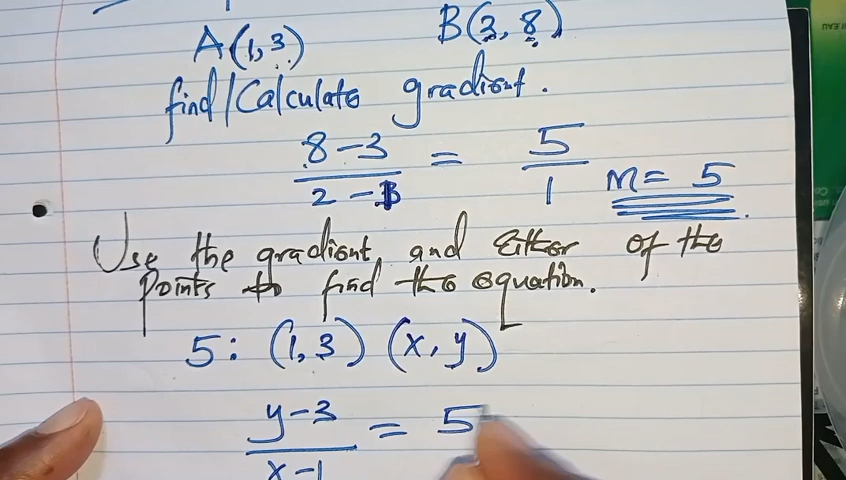 A(1,3) B(2,8)
find/Calculate gradient.
8-3/2-1 = 5/1 M = 5
Use the gradient, and Either of the
points to find the equation.
5: (1,3) (x,y)
y-3/x-1 = 5